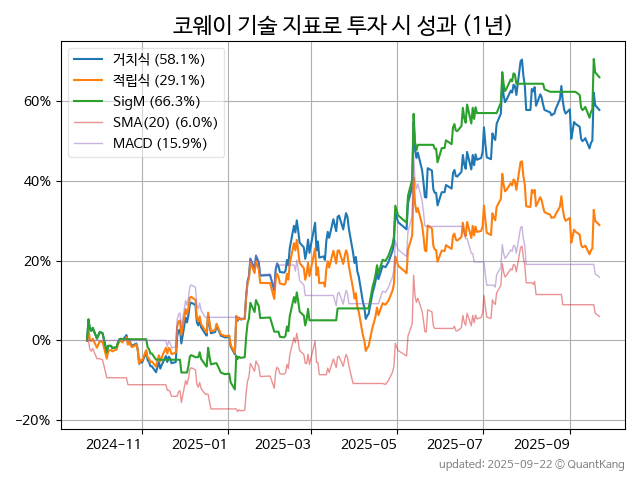 코웨이 기술 지표로 투자 시 성과 (1년)
거치식 (58.1%)
적립식 (29.1%)
SigM (66.3%)
SMA(20) (6.0%)
MACD (15.9%)
60%
40%
20%
0%
−20%
2024-11 2025-01 2025-03 2025-05 2025-07 2025-09
updated: 2025-09-22 © QuantKang